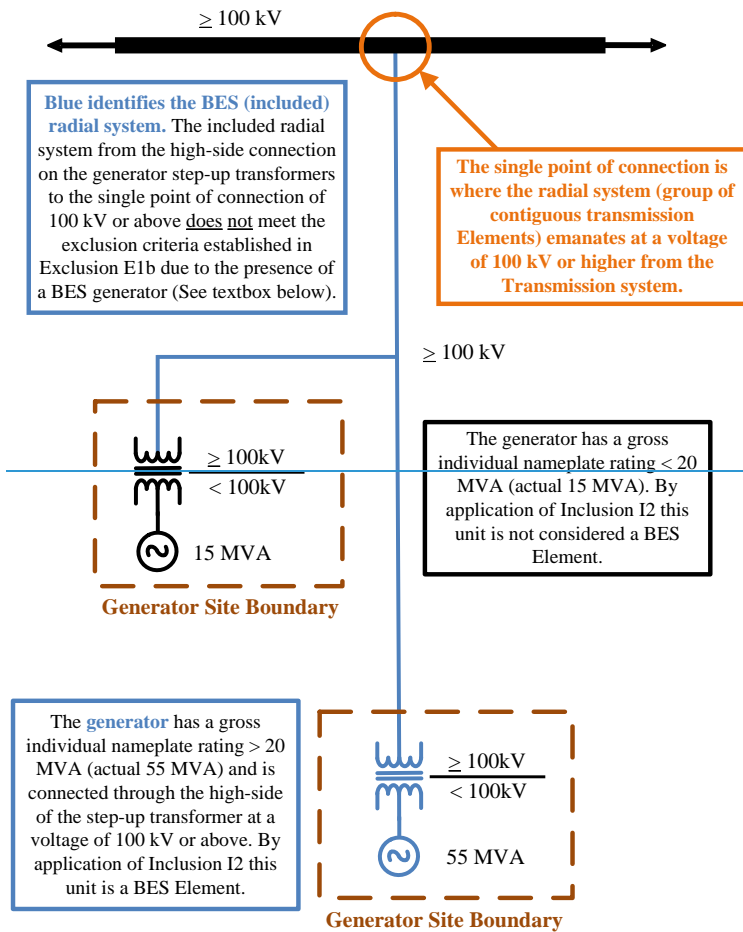 ≥ 100 kV
Blue identifies the BES (included)
radial system. The included radial
system from the high-side connection
on the generator step-up transformers
to the single point of connection of
100 kV or above does not meet the
exclusion criteria established in
Exclusion E1b due to the presence of
a BES generator (See textbox below).
The single point of connection is
where the radial system (group of
contiguous transmission
Elements) emanates at a voltage
of 100 kV or higher from the
Transmission system.
≥ 100 kV
≥ 100kV
< 100kV
15 MVA
Generator Site Boundary
The generator has a gross
individual nameplate rating < 20
MVA (actual 15 MVA). By
application of Inclusion I2 this
unit is not considered a BES
Element.
The generator has a gross
individual nameplate rating > 20
MVA (actual 55 MVA) and is
connected through the high-side
of the step-up transformer at a
voltage of 100 kV or above. By
application of Inclusion I2 this
unit is a BES Element.
≥ 100kV
< 100kV
55 MVA
Generator Site Boundary